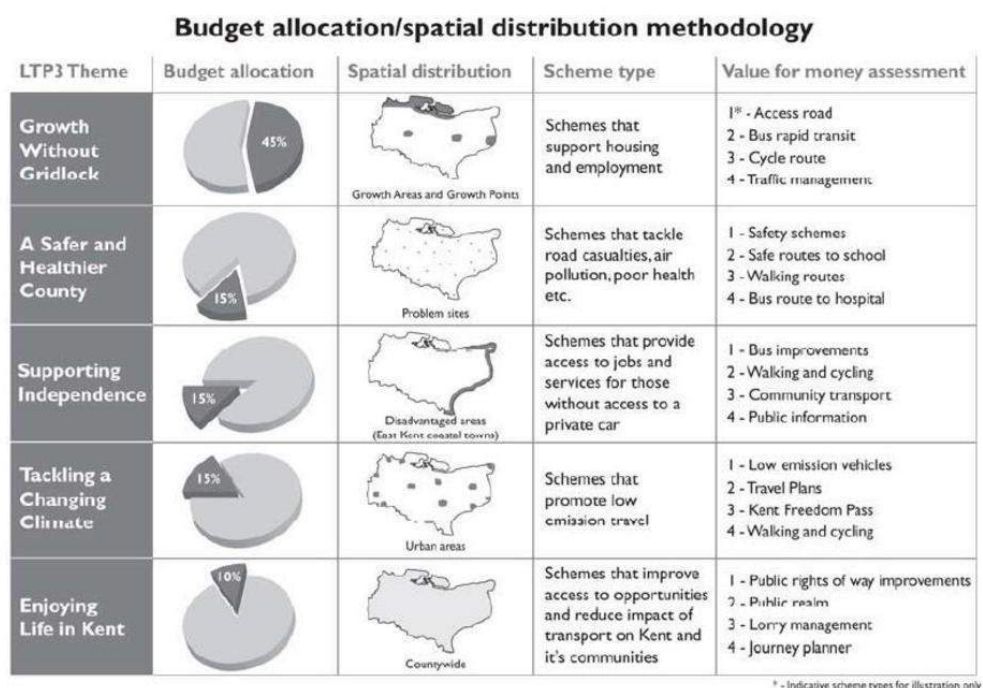 Budget allocation/spatial distribution methodology
LTP3 Theme
Budget allocation
Spatial distribution
Scheme type
Value for money assessment
Growth
Without
Gridlock
45%
Growth Areas and Growth Points
Schemes that
support housing
and employment
1* - Access road
2 - Bus rapid transit
3 - Cycle route
4 - Traffic management
A Safer and
Healthier
County
15%
Problem sites
Schemes that tackle
road casualties, air
pollution, poor health
etc.
1 - Safety schemes
2 - Safe routes to school
3 - Walking routes
4 - Bus route to hospital
Supporting
Independence
15%
Disadvantaged areas
(East Kent coastal towns)
Schemes that provide
access to jobs and
services for those
without access to a
private car
1 - Bus improvements
2 - Walking and cycling
3 - Community transport
4 - Public information
Tackling a
Changing
Climate
15%
Urban areas
Schemes that
promote low
emission travel
1 - Low emission vehicles
2 - Travel Plans
3 - Kent Freedom Pass
4 - Walking and cycling
Enjoying
Life in Kent
10%
Countywide
Schemes that improve
access to opportunities
and reduce impact of
transport on Kent and
it's communities
1 - Public rights of way improvements
2 - Public realm
3 - Lorry management
4 - Journey planner
* - Indicative scheme types for illustration only